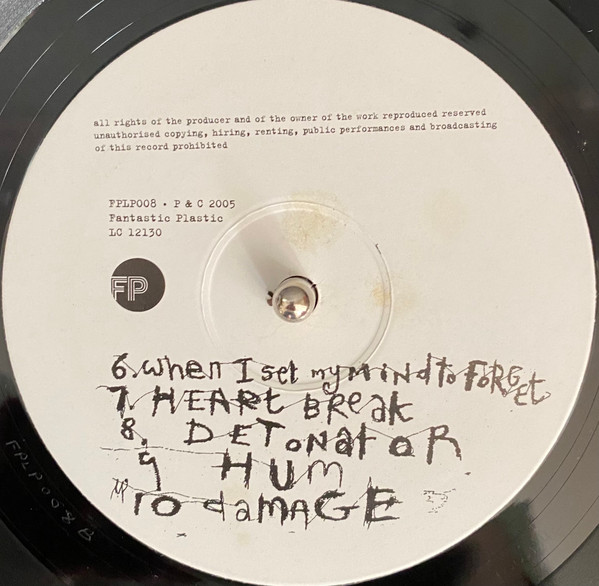 all rights of the producer and of the owner of the work reproduced reserved
unauthorised copying, hiring, renting, public performances and broadcasting
of this record prohibited
FPLP008 · P & C 2005
Fantastic Plastic
LC 12130
FP
6. when I set my MiNd to FoRGet
7. HEARt BReak
8. DEToNatoR
9 HUM
10 daMAGE
FPLP008 B